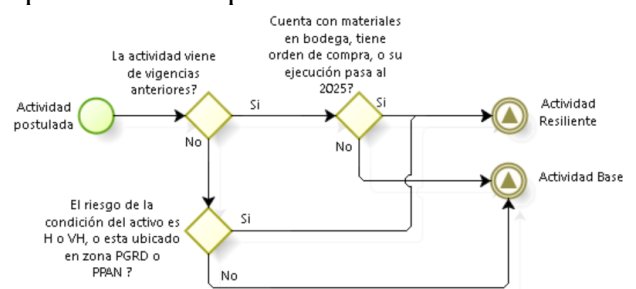 Cuenta con materiales
en bodega, tiene
orden de compra, o su
ejecución pasa al
2025?
La actividad viene
de vigencias
anteriores?
Actividad
postulada
Si
Actividad
Resiliente
No
No
Actividad Base
El riesgo de la
condición del activo es
H o VH, o esta ubicado
en zona PGRD o
PPAN ?
Si
No